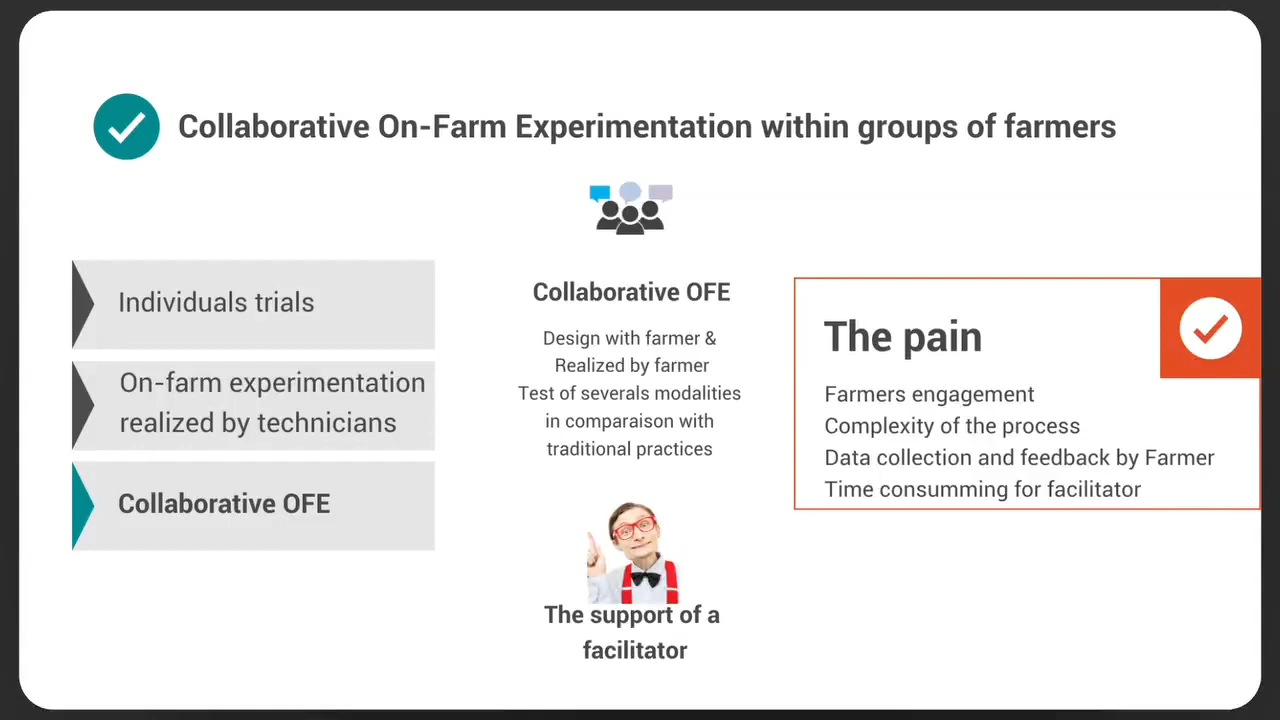 Collaborative On-Farm Experimentation within groups of farmers
Individuals trials
On-farm experimentation
realized by technicians
Collaborative OFE
Collaborative OFE
Design with farmer &
Realized by farmer
Test of severals modalities
in comparaison with
traditional practices
The support of a
facilitator
The pain
Farmers engagement
Complexity of the process
Data collection and feedback by Farmer
Time consumming for facilitator